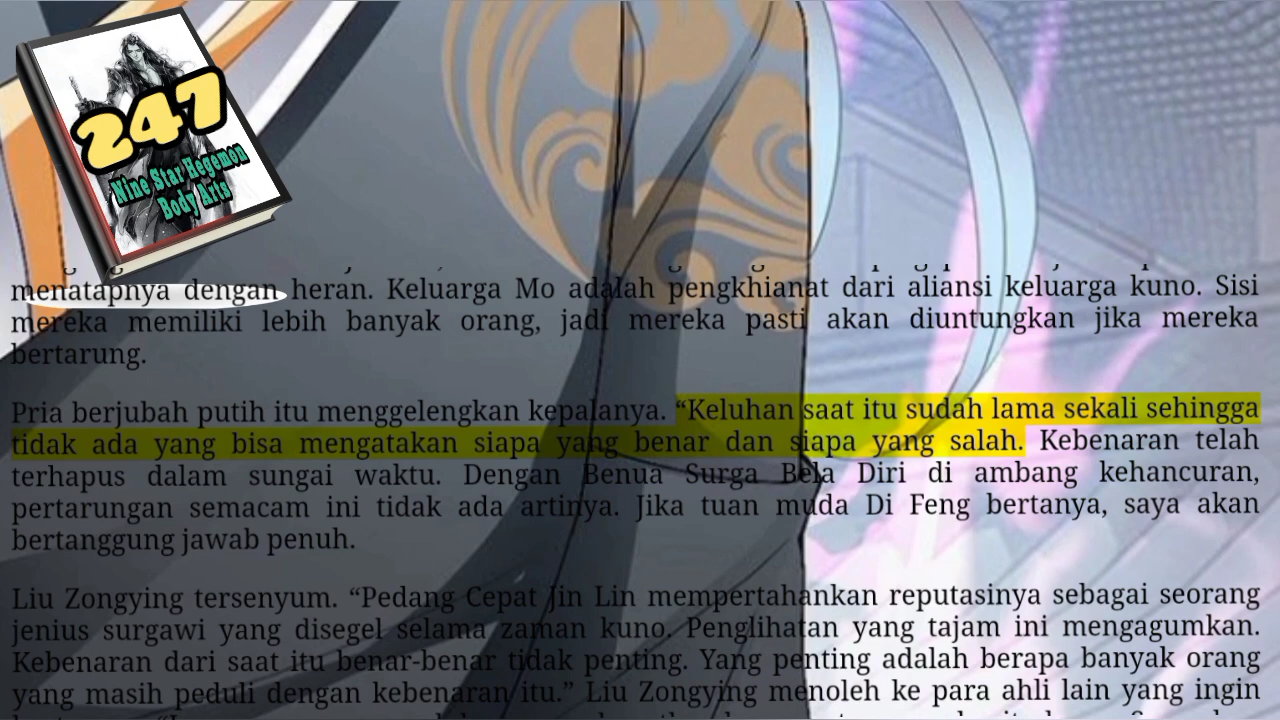 247
Nine Star Hegemon
Body Arts
menatapnya dengan heran. Keluarga Mo adalah pengkhianat dari aliansi keluarga kuno. Sisi
mereka memiliki lebih banyak orang, jadi mereka pasti akan diuntungkan jika mereka
bertarung.
Pria berjubah putih itu menggelengkan kepalanya. “Keluhan saat itu sudah lama sekali sehingga
tidak ada yang bisa mengatakan siapa yang benar dan siapa yang salah. Kebenaran telah
terhapus dalam sungai waktu. Dengan Benua Surga Bela Diri di ambang kehancuran,
pertarungan semacam ini tidak ada artinya. Jika tuan muda Di Feng bertanya, saya akan
bertanggung jawab penuh.
Liu Zongying tersenyum. “Pedang Cepat Jin Lin mempertahankan reputasinya sebagai seorang
jenius surgawi yang disegel selama zaman kuno. Penglihatan yang tajam ini mengagumkan.
Kebenaran dari saat itu benar-benar tidak penting. Yang penting adalah berapa banyak orang
yang masih peduli dengan kebenaran itu.” Liu Zongying menoleh ke para ahli lain yang ingin